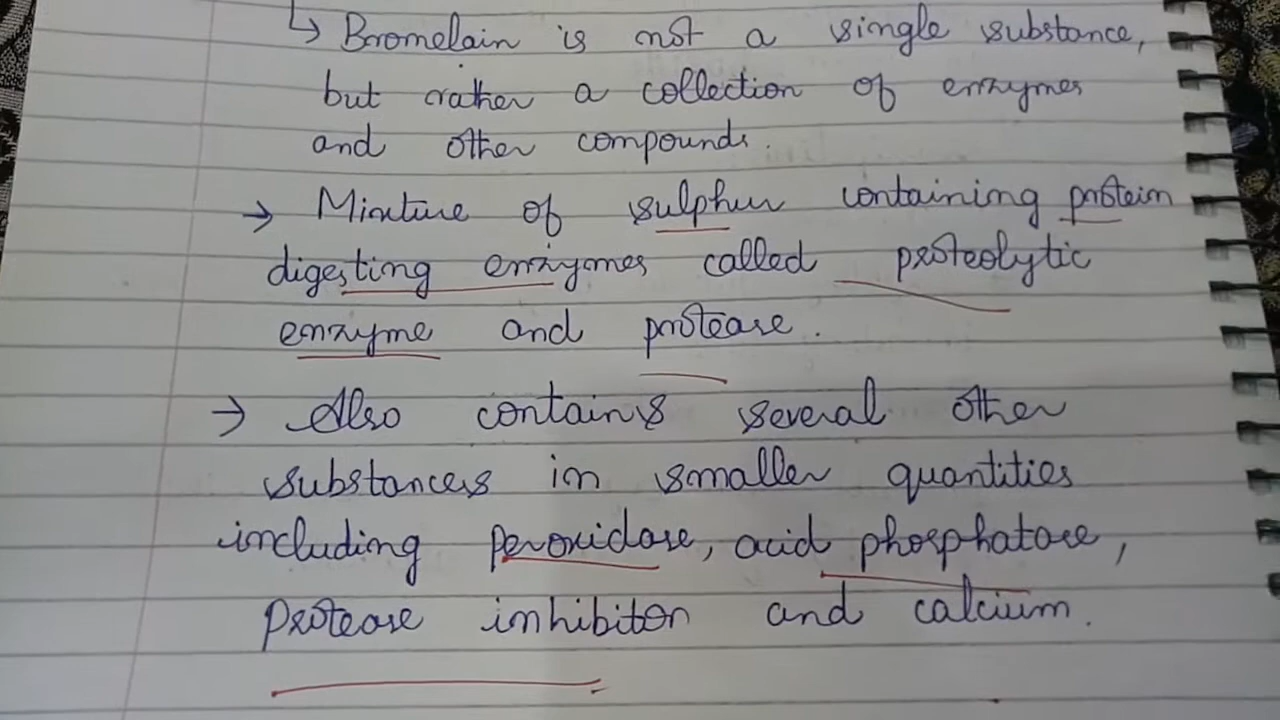 ↳ Bromelain is not a single substance,
but rather a collection of enzymes
and other compounds.
→ Mixture of sulphur containing protein
digesting enzymes called proteolytic
enzyme and protease.
→ Also contains several other
substances in smaller quantities
including peroxidase, acid phosphatase,
Protease inhibitor and calcium.